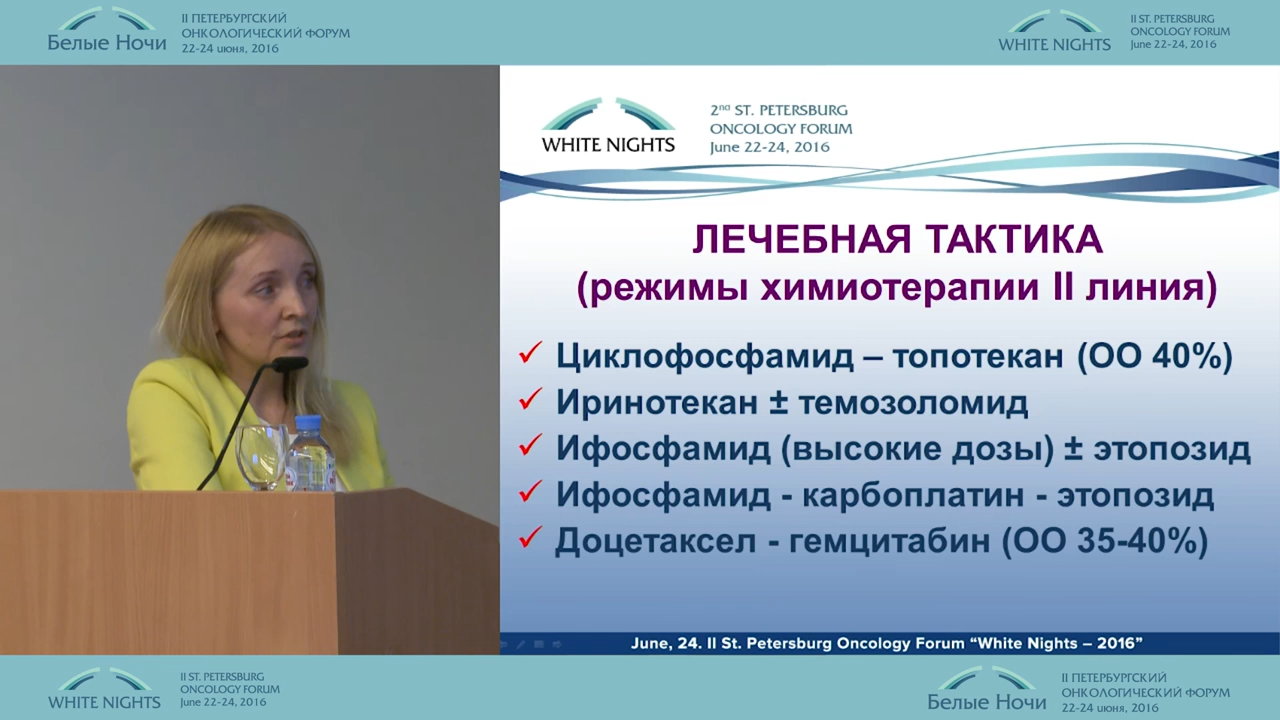 Белые Ночи
II ПЕТЕРБУРГСКИЙ
ОНКОЛОГИЧЕСКИЙ ФОРУМ
22-24 июня, 2016
WHITE NIGHTS
II ST. PETERSBURG
ONCOLOGY FORUM
June 22-24, 2016
WHITE NIGHTS
2nd ST. PETERSBURG
ONCOLOGY FORUM
June 22-24, 2016
ЛЕЧЕБНАЯ ТАКТИКА
(режимы химиотерапии II линия)
Циклофосфамид – топотекан (ОО 40%)
Иринотекан ± темозоломид
Ифосфамид (высокие дозы) ± этопозид
Ифосфамид - карбоплатин - этопозид
Доцетаксел - гемцитабин (ОО 35-40%)
June, 24. II St. Petersburg Oncology Forum “White Nights – 2016”
WHITE NIGHTS
II ST. PETERSBURG
ONCOLOGY FORUM
June 22-24, 2016
Белые Ночи
II ПЕТЕРБУРГСКИЙ
ОНКОЛОГИЧЕСКИЙ ФОРУМ
22-24 июня, 2016